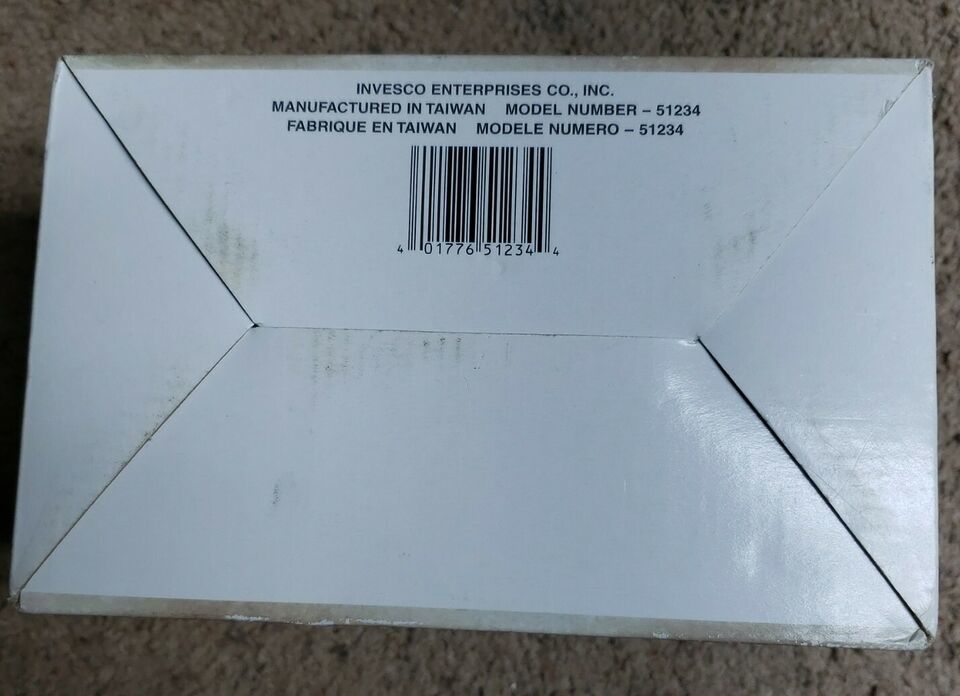 INVESCO ENTERPRISES CO., INC.
MANUFACTURED IN TAIWAN MODEL NUMBER – 51234
FABRIQUE EN TAIWAN MODELE NUMERO – 51234
4 01776 51234 4